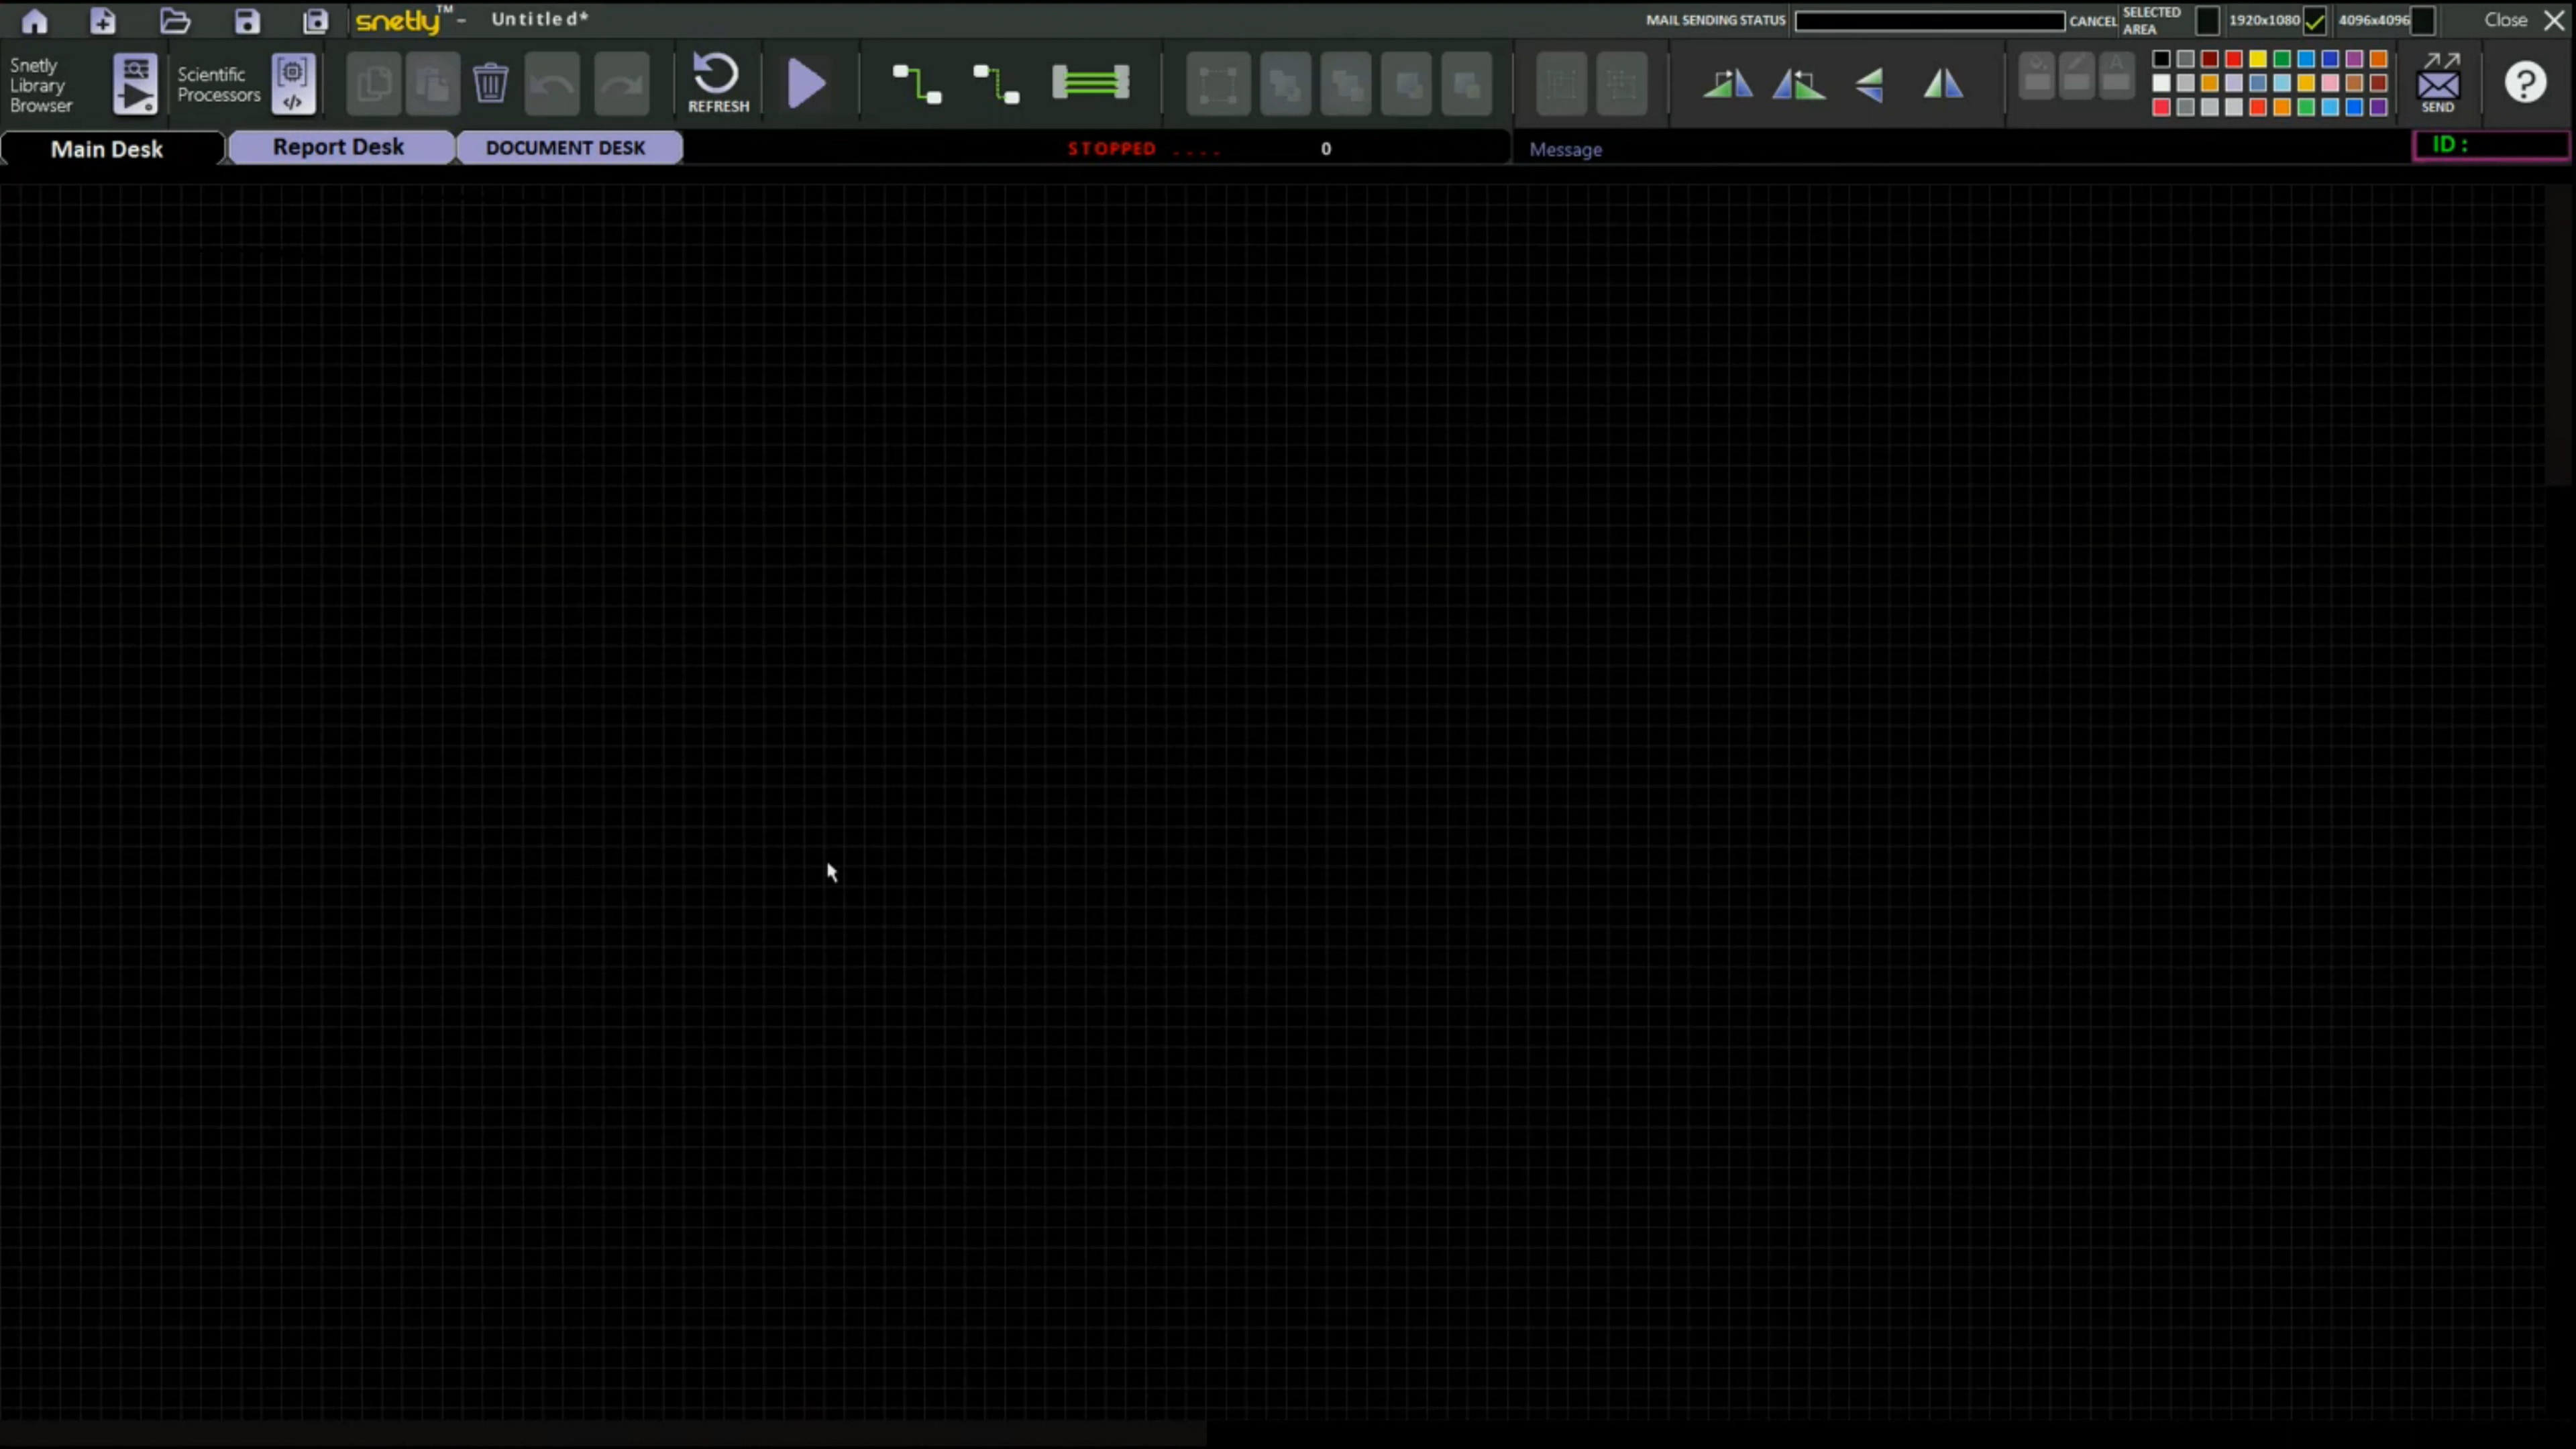 snetly™ - Untitled*
MAIL SENDING STATUS
CANCEL
SELECTED
AREA
1920x1080
4096x4096
Close
Snetly
Library
Browser
Scientific
Processors
REFRESH
SEND
?
Main Desk
Report Desk
DOCUMENT DESK
STOPPED ....
0
Message
ID :